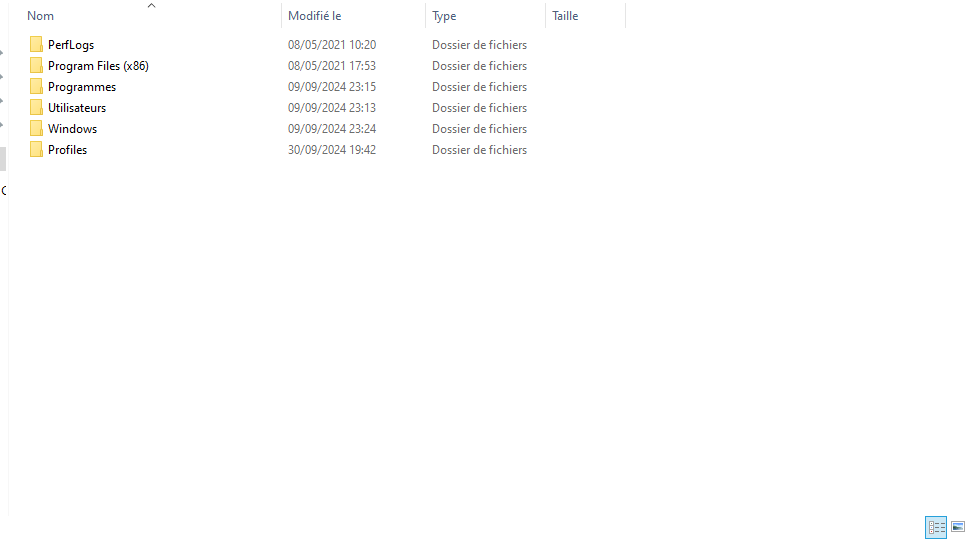 Nom Modifié le Type Taille
PerfLogs 08/05/2021 10:20 Dossier de fichiers
Program Files (x86) 08/05/2021 17:53 Dossier de fichiers
Programmes 09/09/2024 23:15 Dossier de fichiers
Utilisateurs 09/09/2024 23:13 Dossier de fichiers
Windows 09/09/2024 23:24 Dossier de fichiers
Profiles 30/09/2024 19:42 Dossier de fichiers